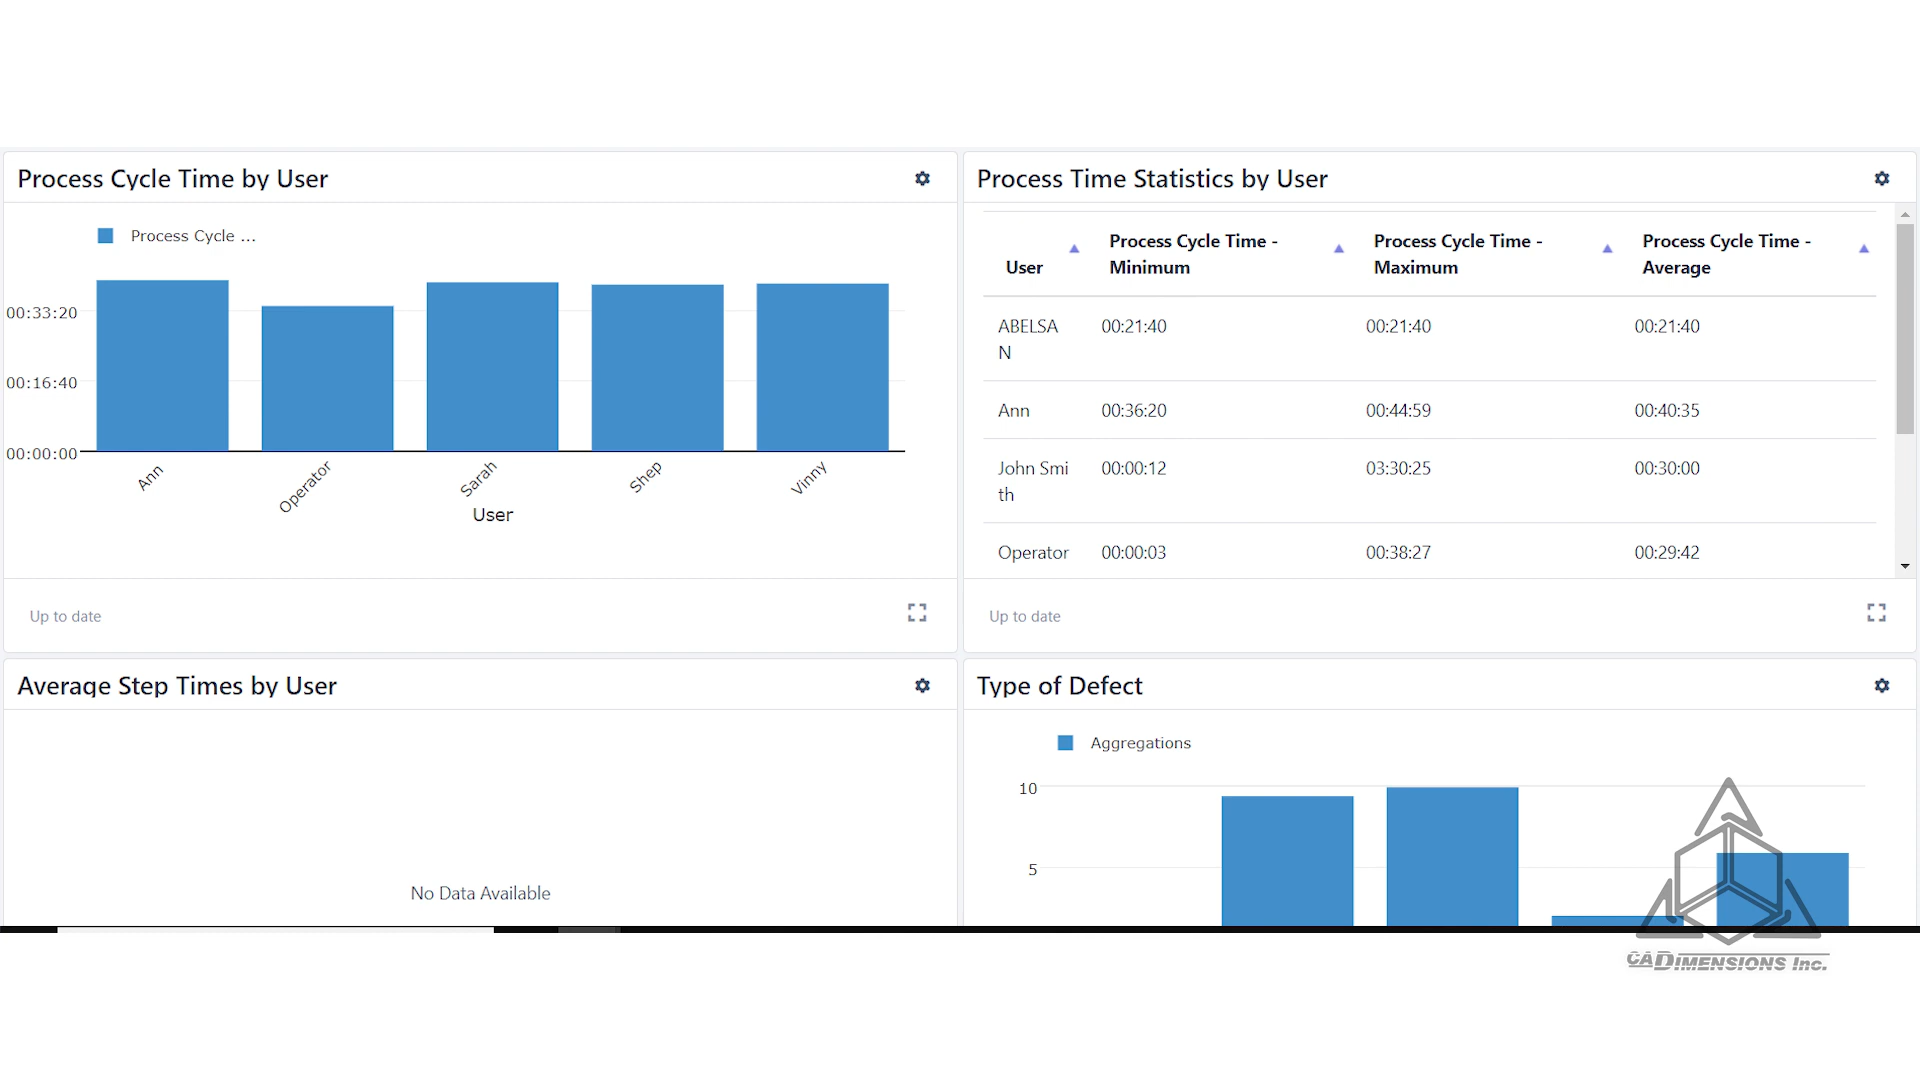 Process Cycle Time by User
Process Cycle ...
00:33:20
00:16:40
00:00:00
Ann
Operator
Sarah
Shep
Vinny
User
Up to date
Process Time Statistics by User
User
Process Cycle Time -
Minimum
Process Cycle Time -
Maximum
Process Cycle Time -
Average
ABELSA
N
00:21:40
00:21:40
00:21:40
Ann
00:36:20
00:44:59
00:40:35
John Smi
th
00:00:12
03:30:25
00:30:00
Operator
00:00:03
00:38:27
00:29:42
Up to date
Average Step Times by User
No Data Available
Type of Defect
Aggregations
10
5
CADIMENSIONS Inc.